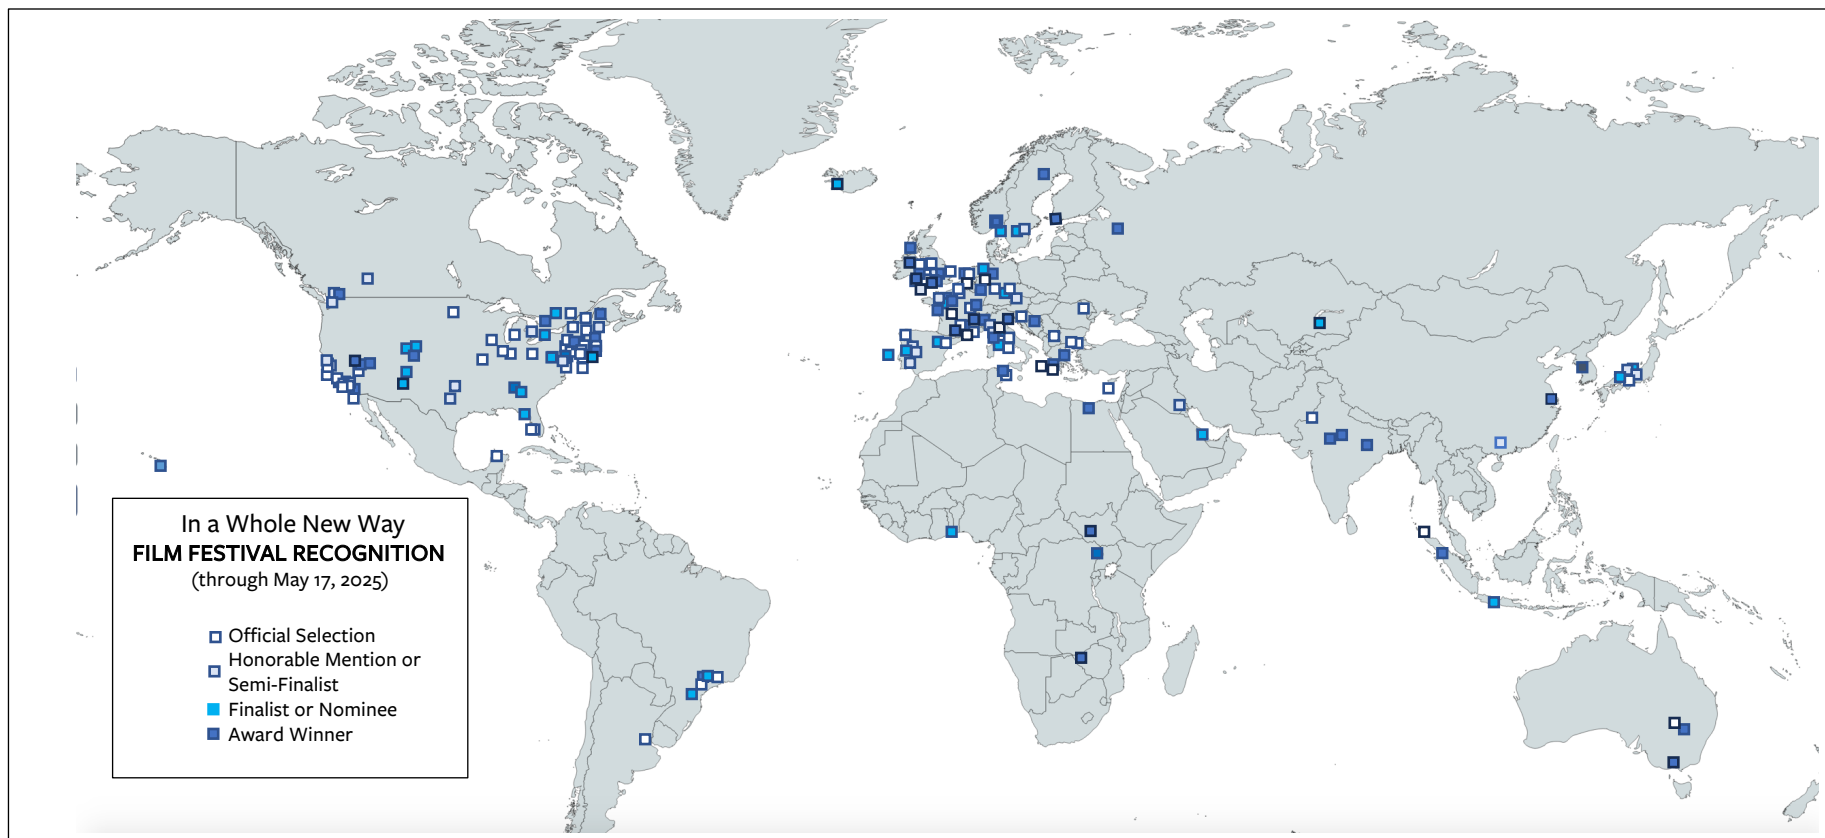 In a Whole New Way
FILM FESTIVAL RECOGNITION
(through May 17, 2025)
Official Selection
Honorable Mention or
Semi-Finalist
Finalist or Nominee
Award Winner